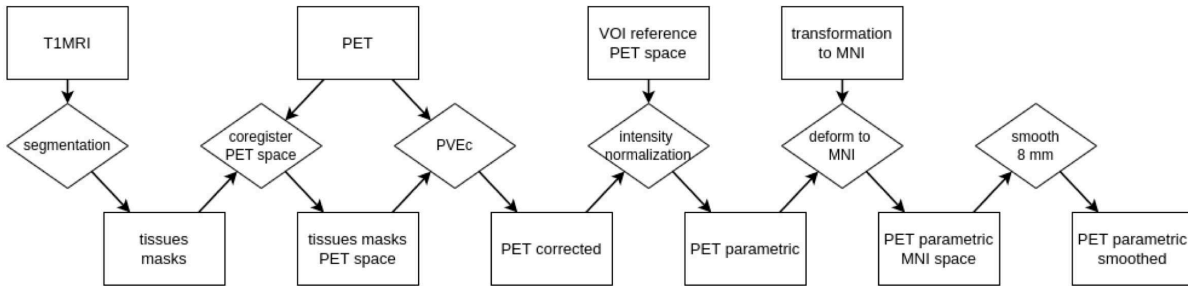 T1MRI
PET
VOI reference
PET space
transformation
to MNI
segmentation
coregister
PET space
PVEc
intensity
normalization
deform to
MNI
smooth
8 mm
tissues
masks
tissues masks
PET space
PET corrected
PET parametric
PET parametric
MNI space
PET parametric
smoothed